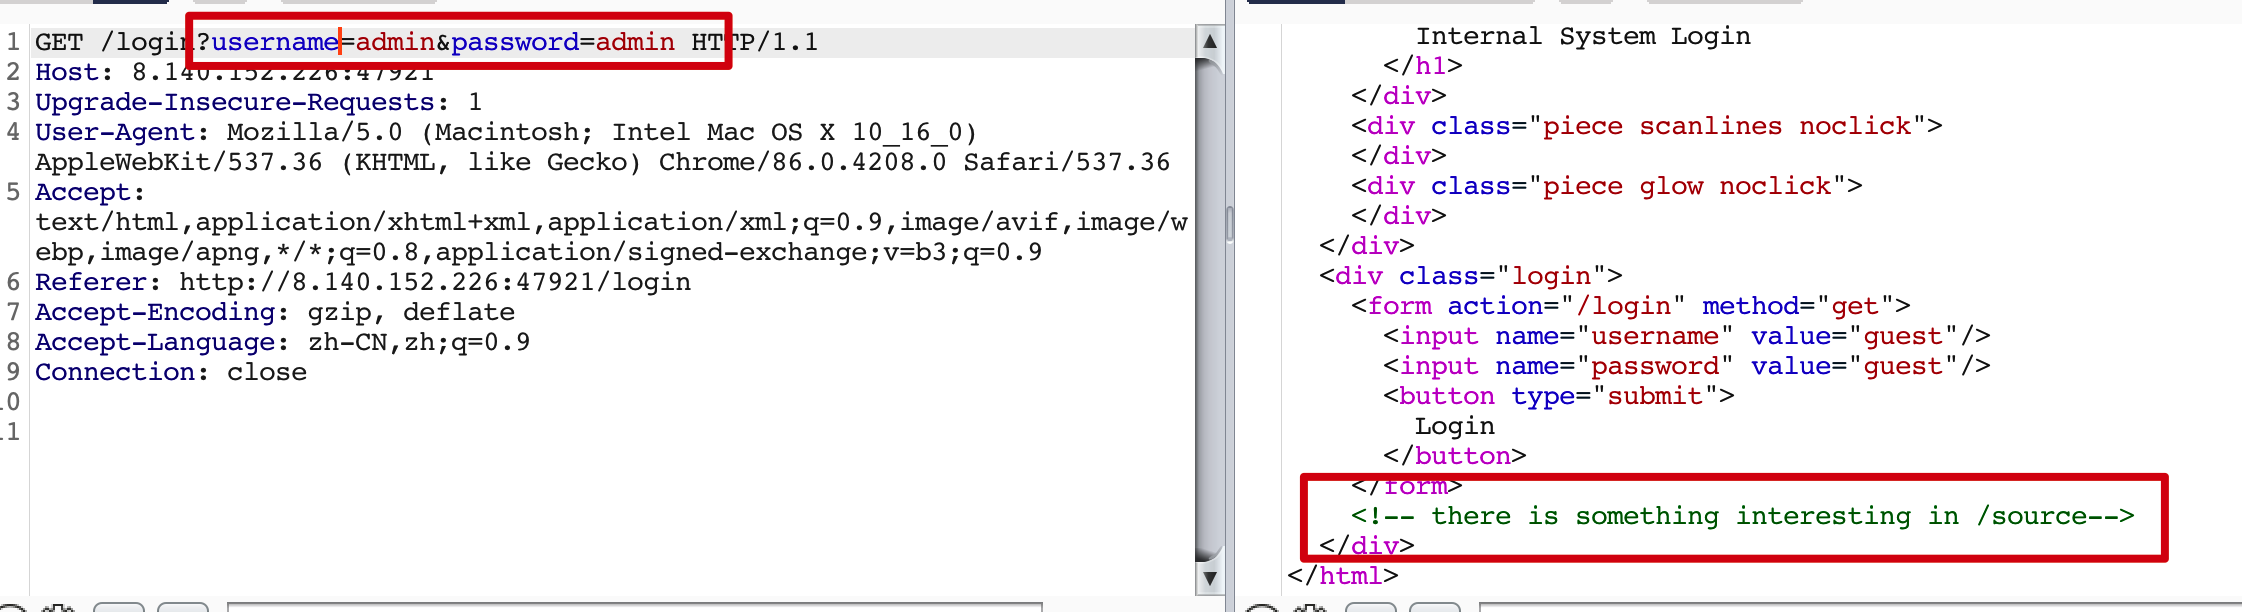 1 GET /login?username=admin&password=admin HTTP/1.1
2 Host: 8.140.152.226:47921
3 Upgrade-Insecure-Requests: 1
4 User-Agent: Mozilla/5.0 (Macintosh; Intel Mac OS X 10_16_0)
AppleWebKit/537.36 (KHTML, like Gecko) Chrome/86.0.4208.0 Safari/537.36
5 Accept:
text/html,application/xhtml+xml,application/xml;q=0.9,image/avif,image/w
ebp,image/apng,*/*;q=0.8,application/signed-exchange;v=b3;q=0.9
6 Referer: http://8.140.152.226:47921/login
7 Accept-Encoding: gzip, deflate
8 Accept-Language: zh-CN,zh;q=0.9
9 Connection: close
10
11
Internal System Login
</h1>
</div>
<div class="piece scanlines noclick">
</div>
<div class="piece glow noclick">
</div>
</div>
<div class="login">
<form action="/login" method="get">
<input name="username" value="guest"/>
<input name="password" value="guest"/>
<button type="submit">
Login
</button>
</form>
<!-- there is something interesting in /source-->
</div>
</html>